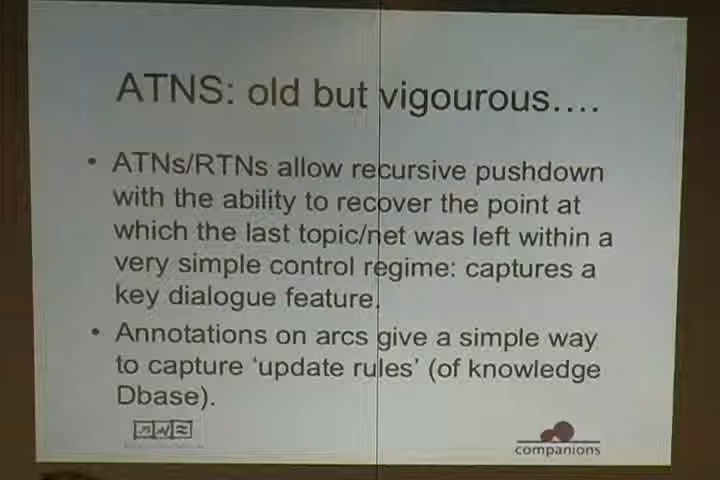 ATNS: old but vigourous....
• ATNs/RTNs allow recursive pushdown
with the ability to recover the point at
which the last topic/net was left within a
very simple control regime: captures a
key dialogue feature.
• Annotations on arcs give a simple way
to capture ‘update rules’ (of knowledge
Dbase).
companions